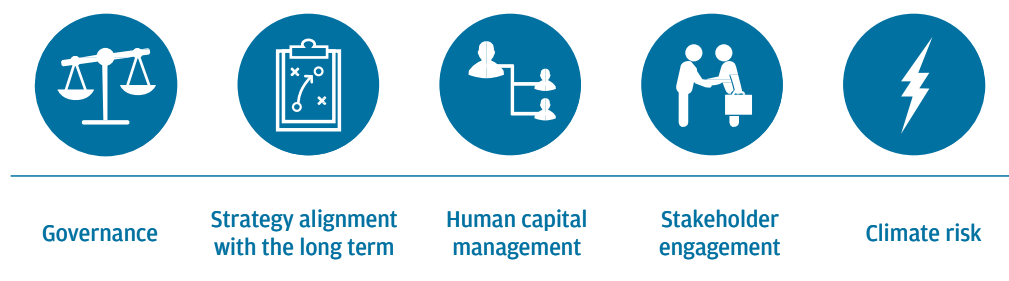 Governance
Strategy alignment
with the long term
Human capital
management
Stakeholder
engagement
Climate risk